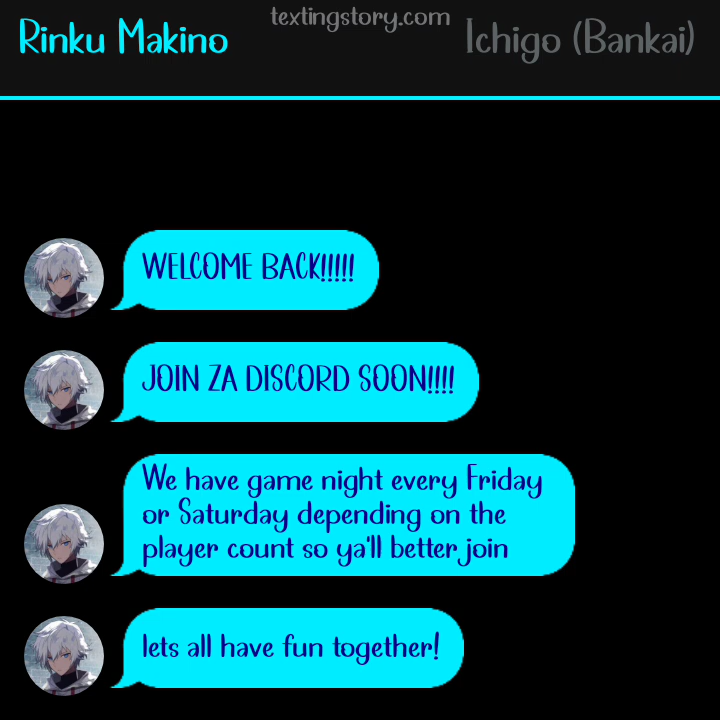 textingstory.com
Rinku Makino
Ichigo (Bankai)
WELCOME BACK!!!!!
JOIN ZA DISCORD SOON!!!!
We have game night every Friday
or Saturday depending on the
player count so ya'll better join
lets all have fun together!